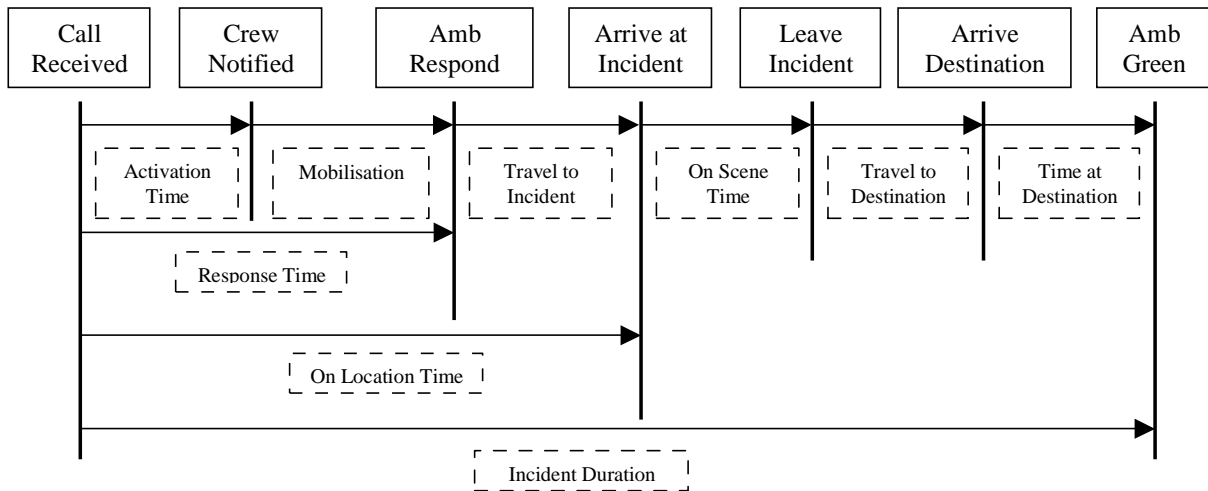 Call
Received
Crew
Notified
Amb
Respond
Arrive at
Incident
Leave
Incident
Arrive
Destination
Amb
Green
Activation
Time
Mobilisation
Travel to
Incident
On Scene
Time
Travel to
Destination
Time at
Destination
Response Time
On Location Time
Incident Duration